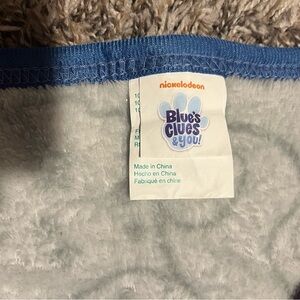 nickelodeon
Blue's
Clues
& you!
Made in China
Hecho en China
Fabriqué en chine